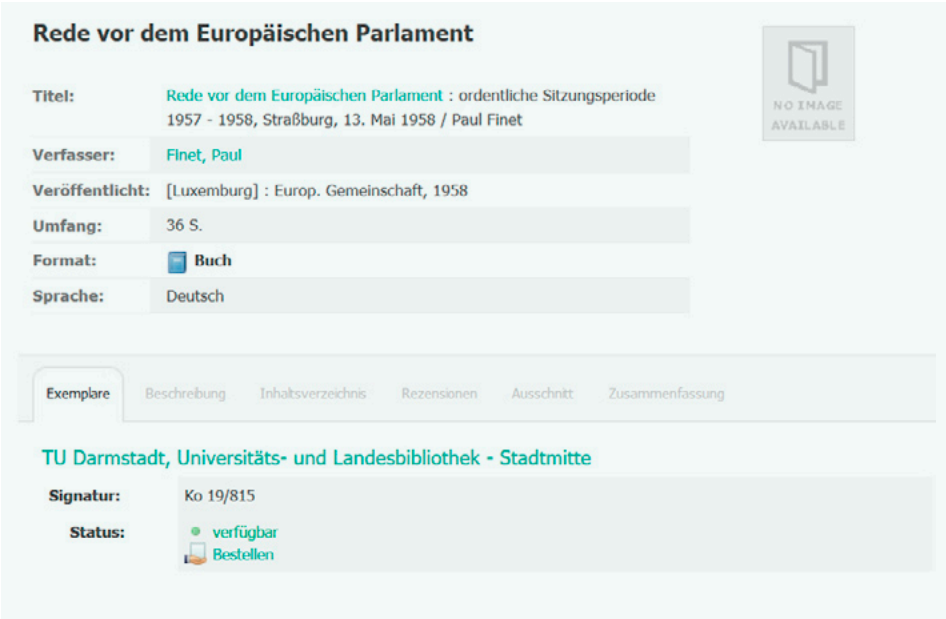 Rede vor dem Europäischen Parlament
NO IMAGE
AVAILABLE
Titel: Rede vor dem Europäischen Parlament : ordentliche Sitzungsperiode
1957 - 1958, Straßburg, 13. Mai 1958 / Paul Finet
Verfasser: Finet, Paul
Veröffentlicht: [Luxemburg] : Europ. Gemeinschaft, 1958
Umfang: 36 S.
Format: Buch
Sprache: Deutsch
Exemplare Beschreibung Inhaltsverzeichnis Rezensionen Ausschnitt Zusammenfassung
TU Darmstadt, Universitäts- und Landesbibliothek - Stadtmitte
Signatur: Ko 19/815
Status: verfügbar
Bestellen